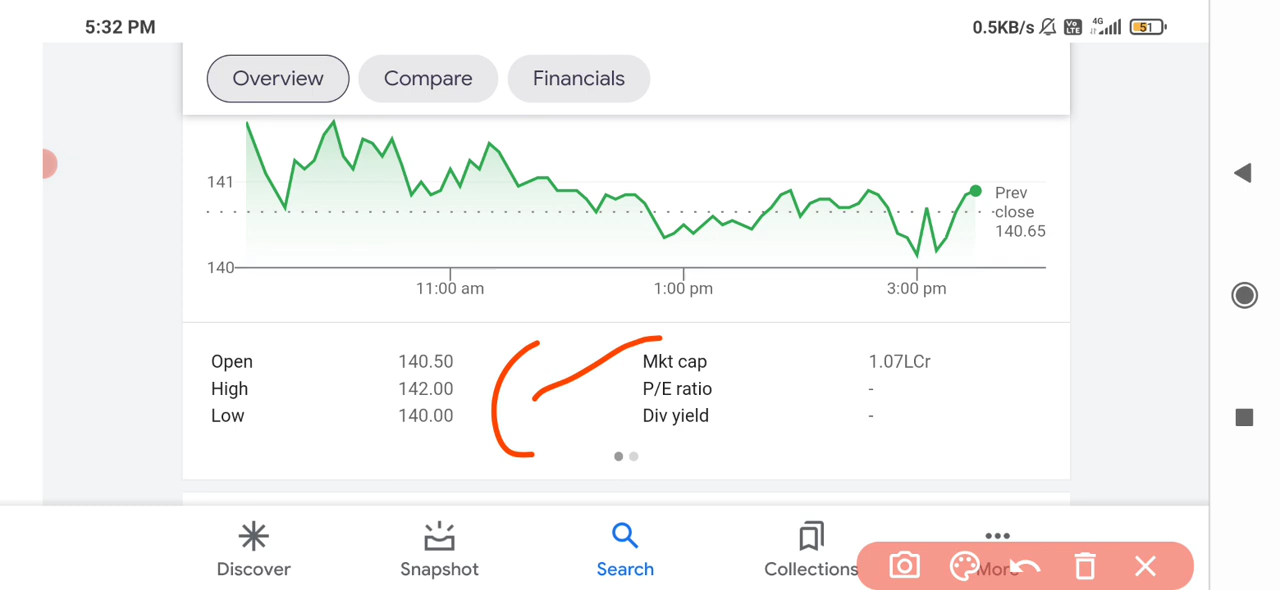 5:32 PM
0.5KB/s Vo LTE 4G 51
Overview Compare Financials
141
Prev close 140.65
140
11:00 am 1:00 pm 3:00 pm
Open 140.50 Mkt cap 1.07LCr
High 142.00 P/E ratio -
Low 140.00 Div yield -
Discover Snapshot Search Collections More